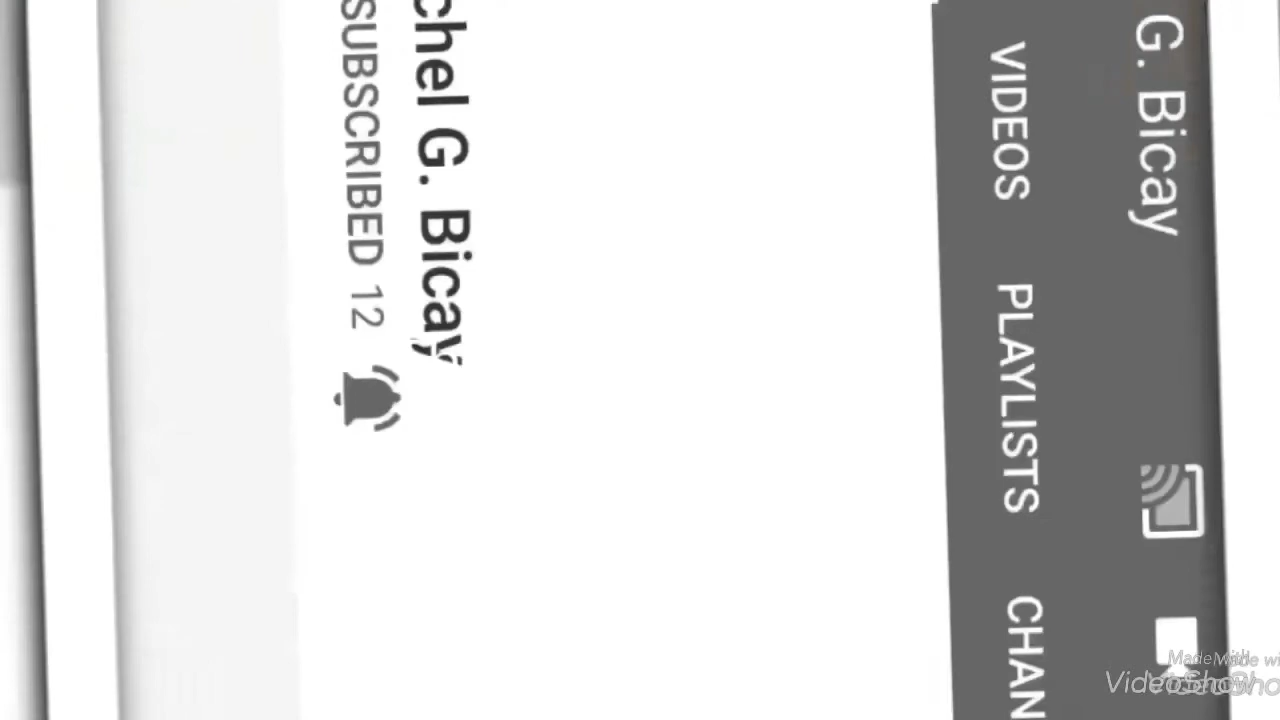 G. Bicay
VIDEOS PLAYLISTS CHAN
chel G. Bicay
SUBSCRIBED 12
Made With
VideoShow